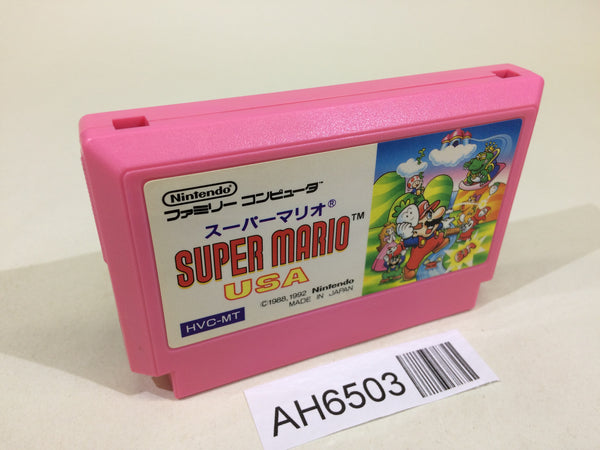 Nintendo
ファミリー コンピュータ
スーパーマリオ®
SUPER MARIO™
USA
©1988,1992 Nintendo
MADE IN JAPAN
HVC-MT
AH6503